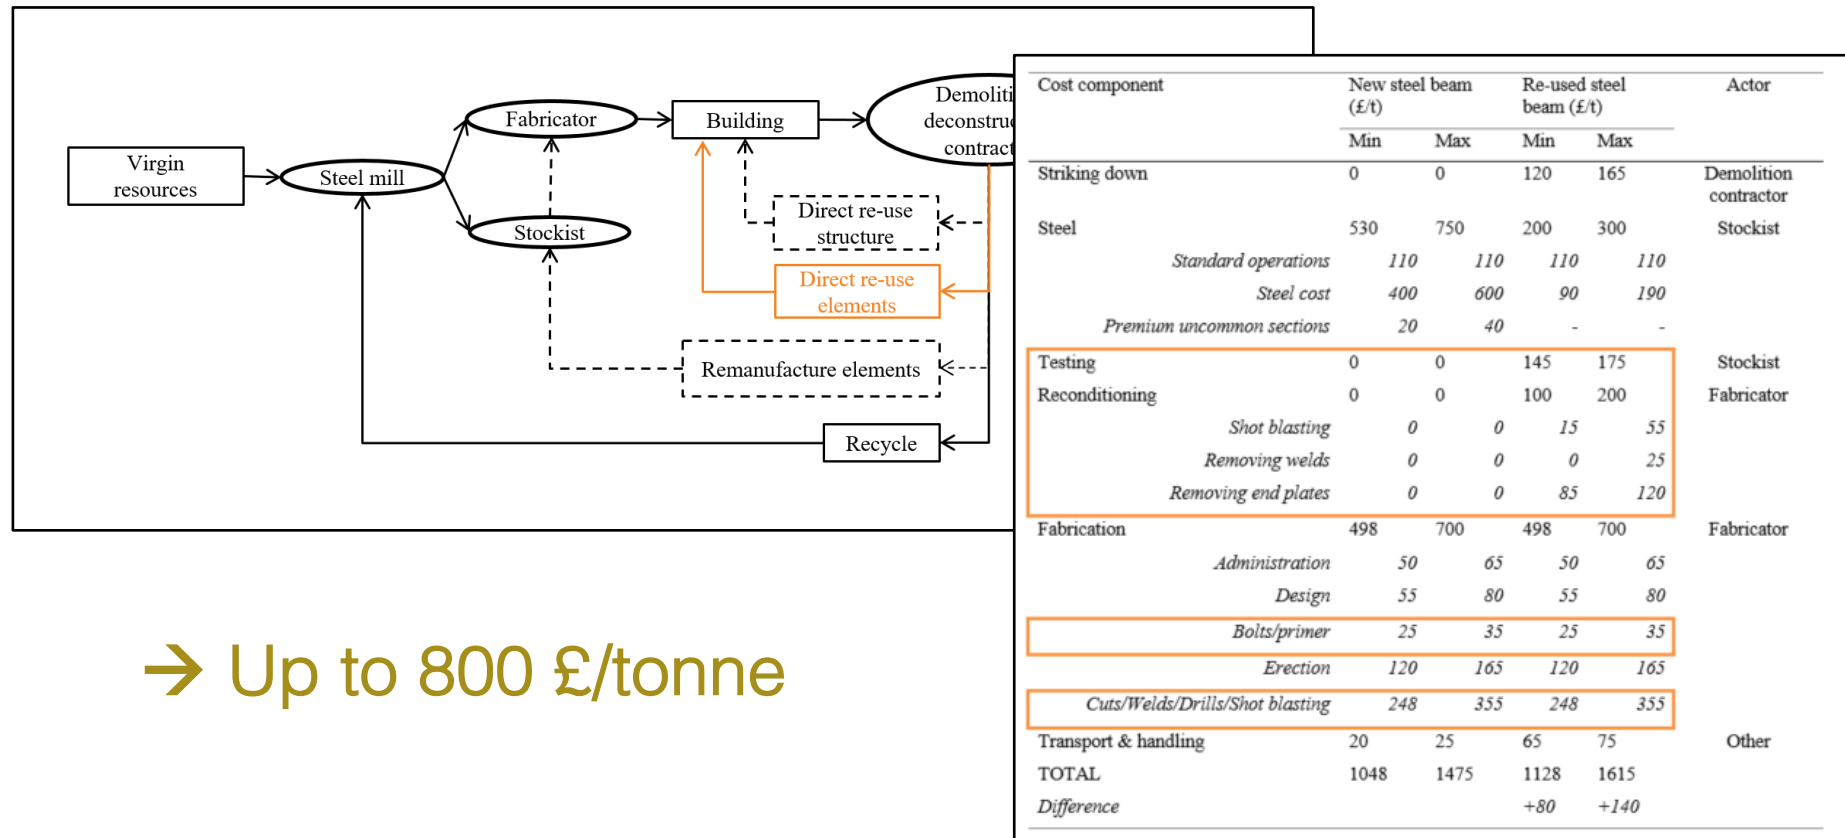 Virgin
resources
Steel mill
Fabricator
Stockist
Building
Demoliti
deconstru
contract
Direct re-use
structure
Direct re-use
elements
Remanufacture elements
Recycle
→ Up to 800 £/tonne
Cost component New steel beam Re-used steel Actor
(£/t) beam (£/t)
Min Max Min Max
Striking down 0 0 120 165 Demolition
contractor
Steel 530 750 200 300 Stockist
Standard operations 110 110 110 110
Steel cost 400 600 90 190
Premium uncommon sections 20 40 - -
Testing 0 0 145 175 Stockist
Reconditioning 0 0 100 200 Fabricator
Shot blasting 0 0 15 55
Removing welds 0 0 0 25
Removing end plates 0 0 85 120
Fabrication 498 700 498 700 Fabricator
Administration 50 65 50 65
Design 55 80 55 80
Bolts/primer 25 35 25 35
Erection 120 165 120 165
Cuts/Welds/Drills/Shot blasting 248 355 248 355
Transport & handling 20 25 65 75 Other
TOTAL 1048 1475 1128 1615
Difference +80 +140